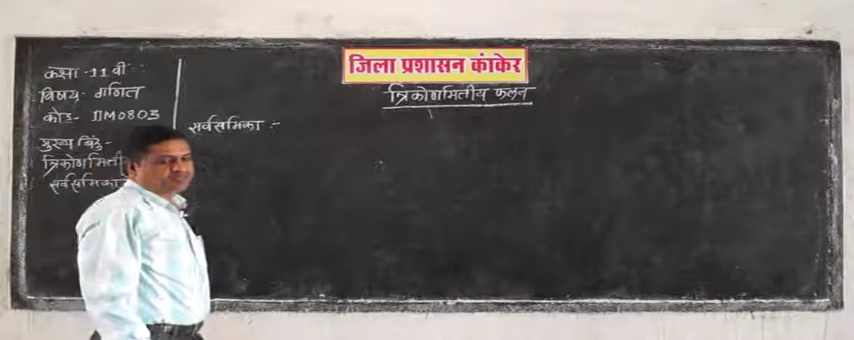 जिला प्रशासन कांकेर
त्रिकोणमितीय फलन
कक्षा - 11 वी
विषय - गणित
कोड - 11M0803
मुख्य बिंदु -
त्रिकोणमिती
सर्वसमिका
सर्वसमिका :-